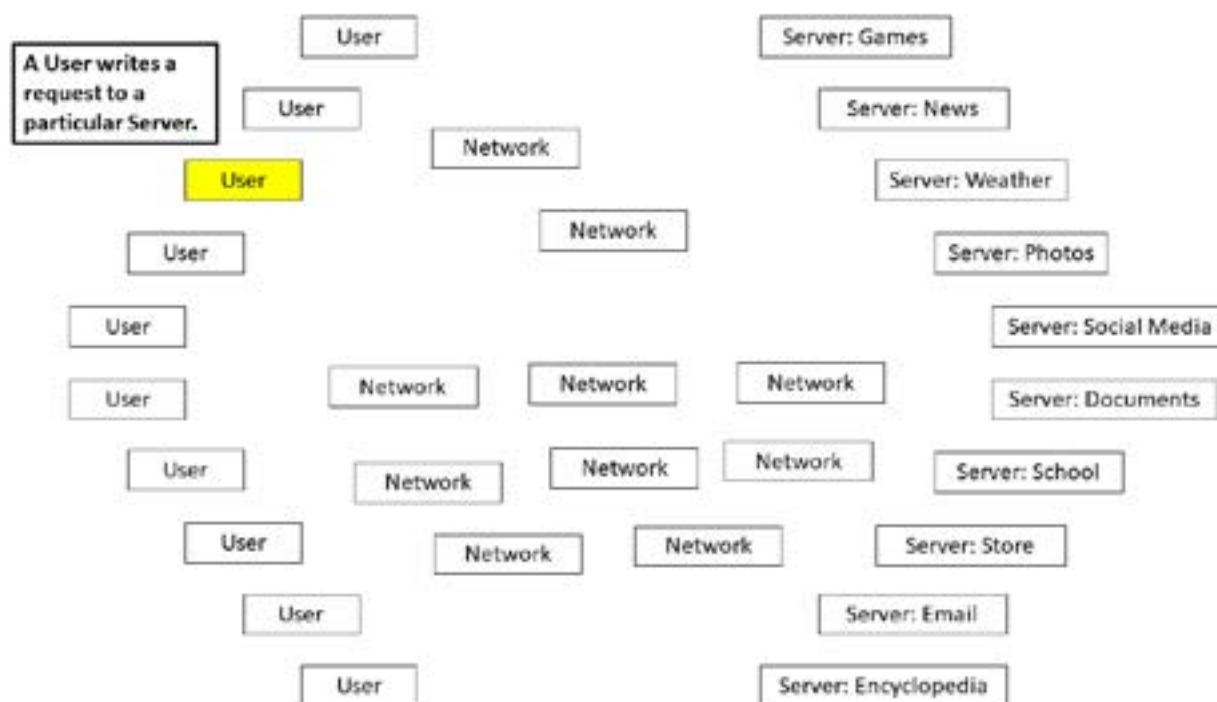 User
Server: Games
A User writes a
request to a
particular Server.
User
Server: News
Network
User
Server: Weather
Network
User
Server: Photos
User
Server: Social Media
Network
Network
Network
User
Server: Documents
Network
Network
User
Server: School
Network
User
Network
Network
Server: Store
User
Server: Email
User
Server: Encyclopedia